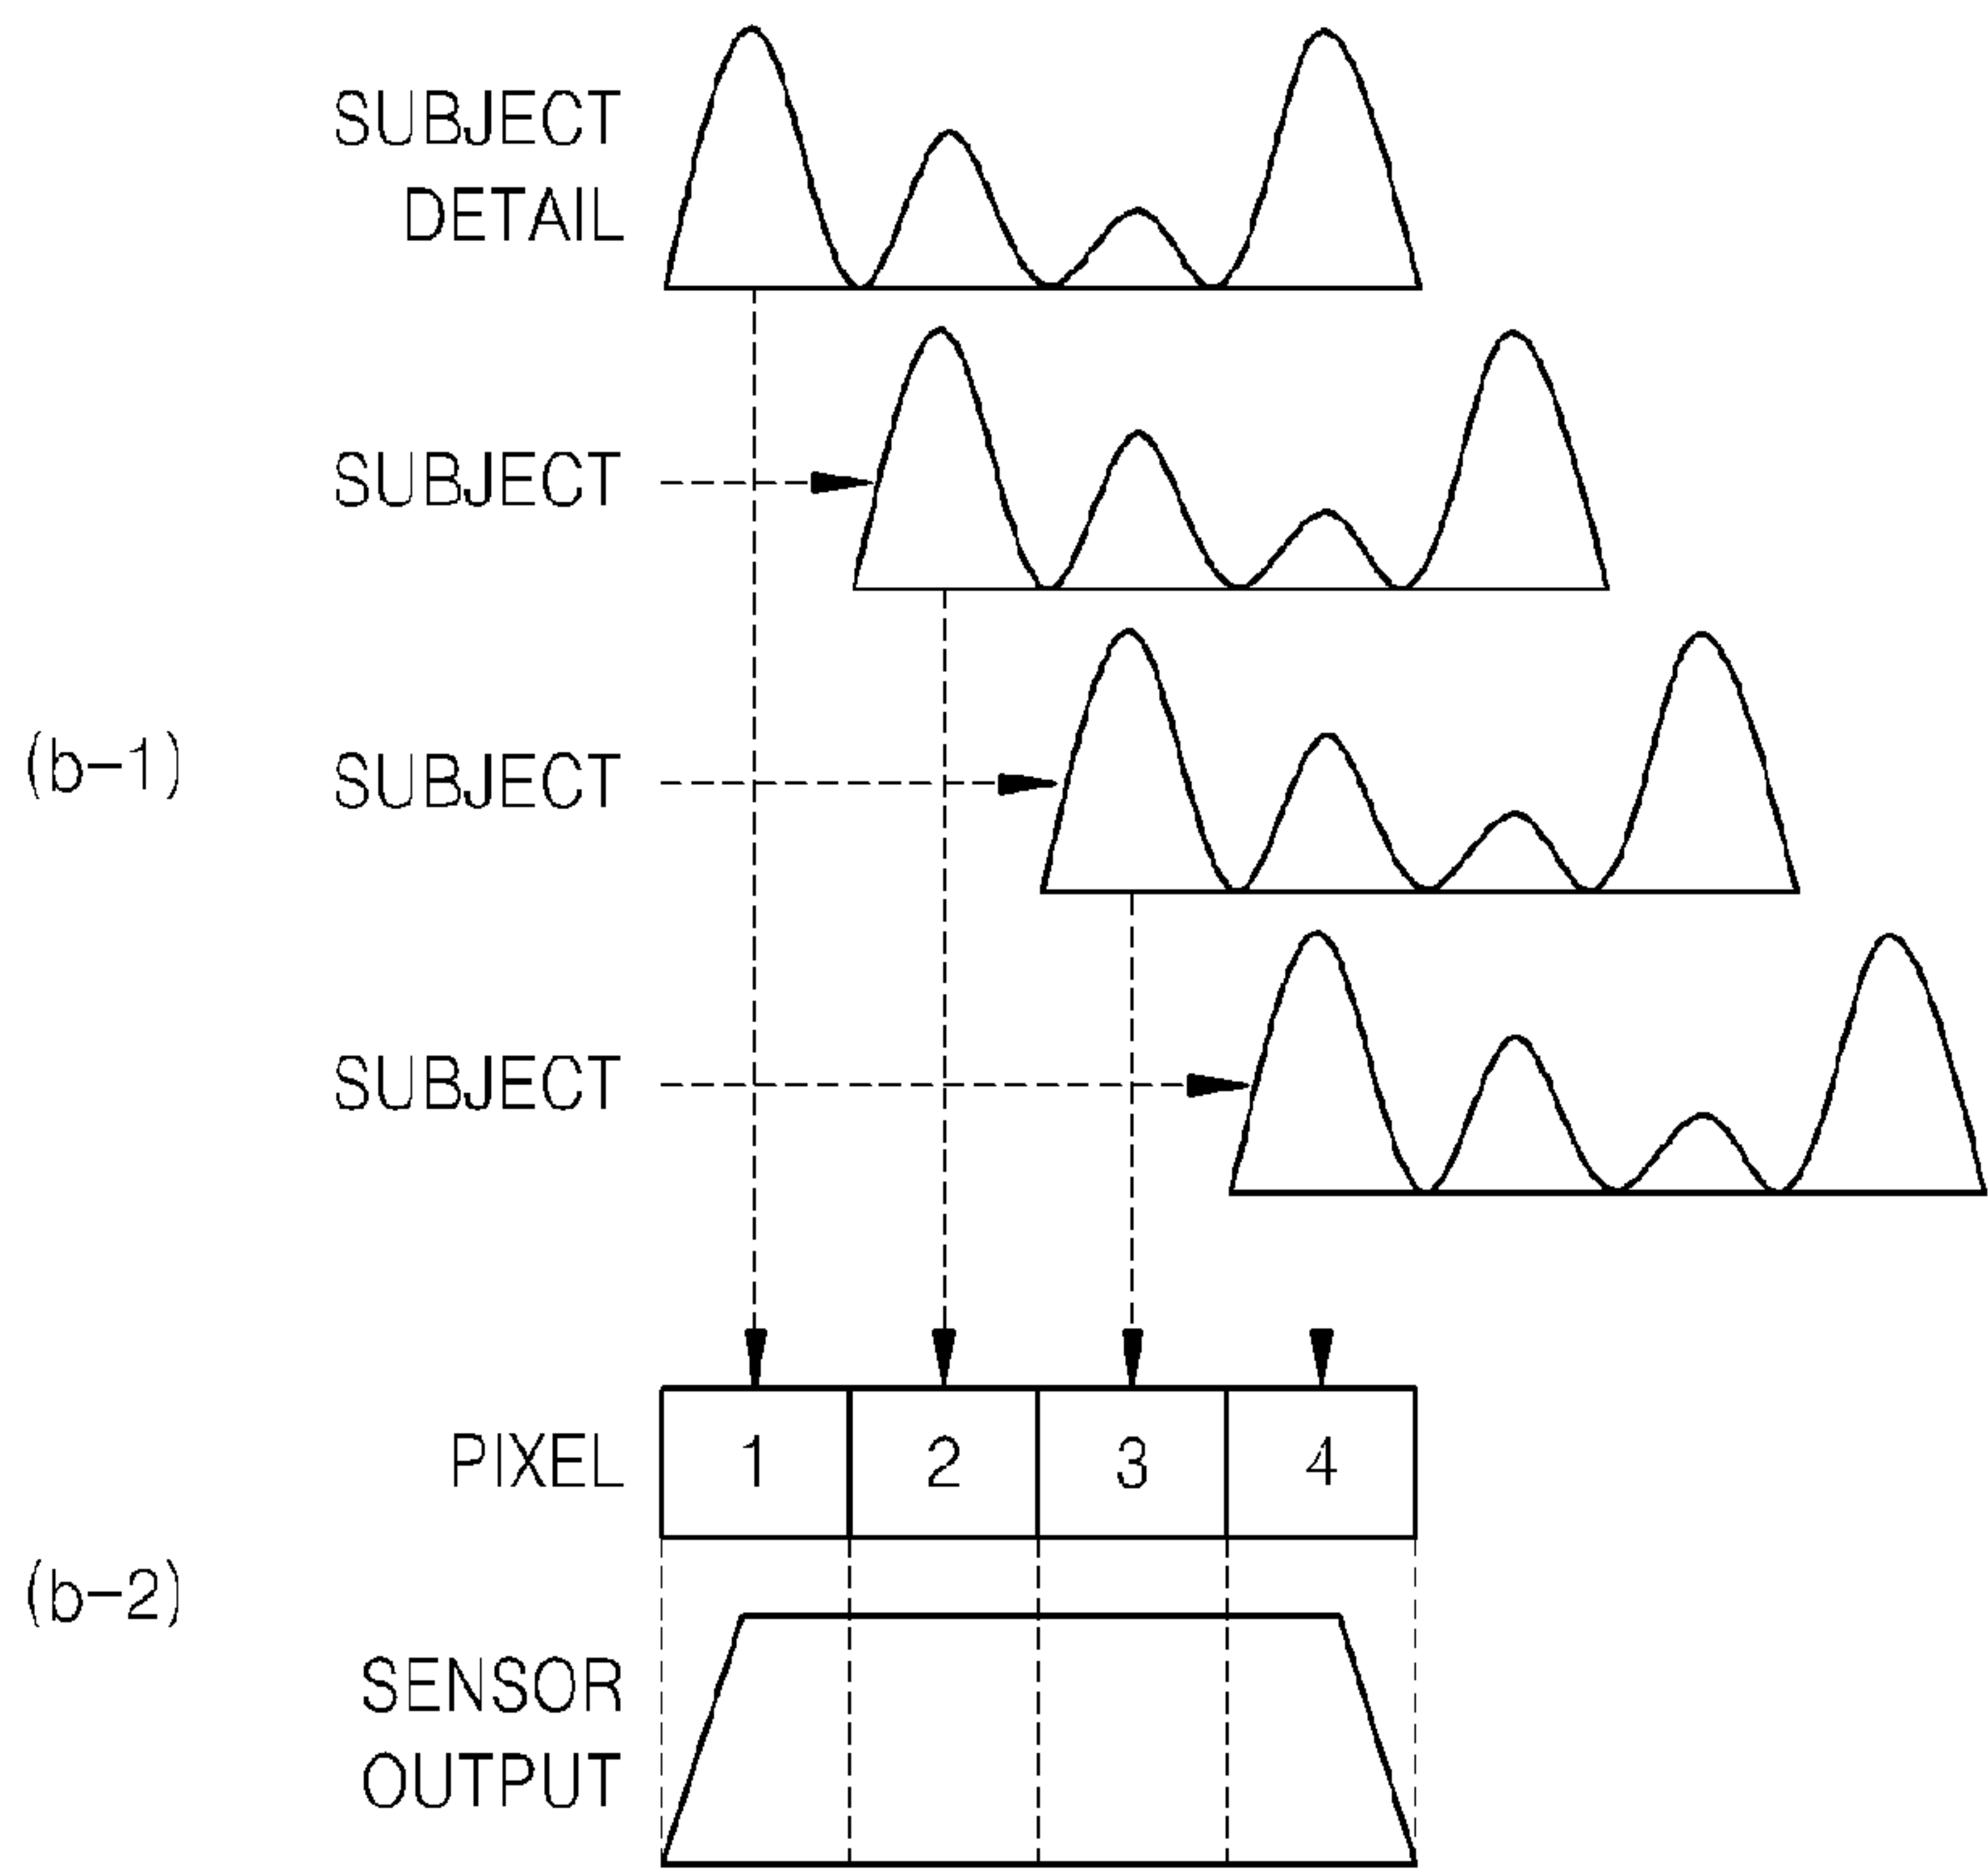 SUBJECT
DETAIL
SUBJECT
(b-1)
SUBJECT
SUBJECT
PIXEL 1 2 3 4
(b-2)
SENSOR
OUTPUT